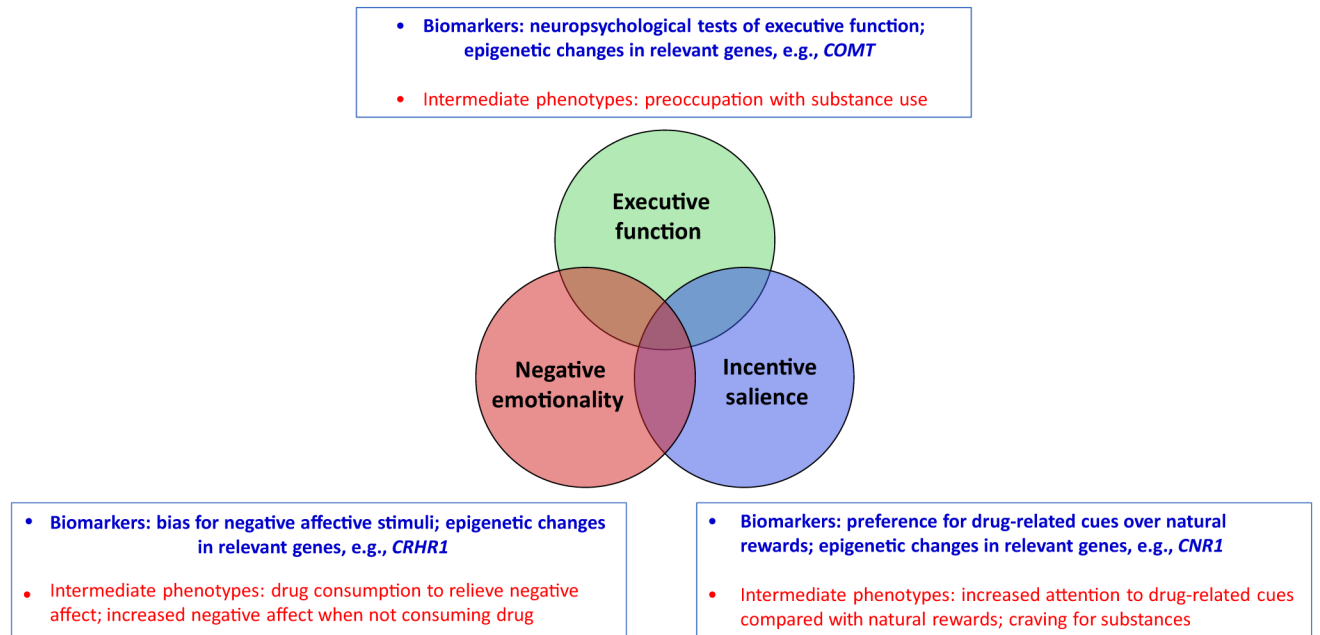 • Biomarkers: neuropsychological tests of executive function;
epigenetic changes in relevant genes, e.g., COMT
• Intermediate phenotypes: preoccupation with substance use
Executive
function
Negative
emotionality
Incentive
salience
• Biomarkers: bias for negative affective stimuli; epigenetic changes
in relevant genes, e.g., CRHR1
• Intermediate phenotypes: drug consumption to relieve negative
affect; increased negative affect when not consuming drug
• Biomarkers: preference for drug-related cues over natural
rewards; epigenetic changes in relevant genes, e.g., CNR1
• Intermediate phenotypes: increased attention to drug-related cues
compared with natural rewards; craving for substances